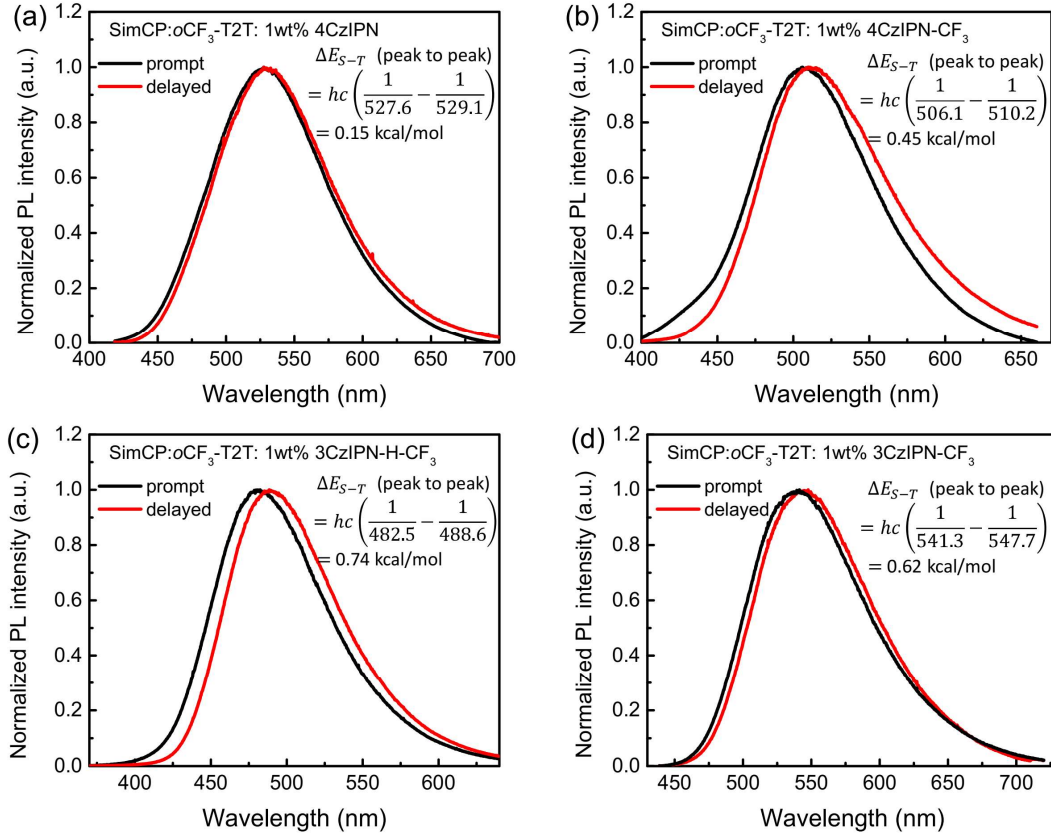 (a)
SimCP:oCF₃-T2T: 1wt% 4CzIPN
prompt
delayed
ΔE_{S−T} (peak to peak)
= hc (1/527.6 − 1/529.1)
= 0.15 kcal/mol
Normalized PL intensity (a.u.)
1.2
1.0
0.8
0.6
0.4
0.2
0.0
400 450 500 550 600 650 700
Wavelength (nm)
(b)
SimCP:oCF₃-T2T: 1wt% 4CzIPN-CF₃
prompt
delayed
ΔE_{S−T} (peak to peak)
= hc (1/506.1 − 1/510.2)
= 0.45 kcal/mol
Normalized PL intensity (a.u.)
1.2
1.0
0.8
0.6
0.4
0.2
0.0
400 450 500 550 600 650
Wavelength (nm)
(c)
SimCP:oCF₃-T2T: 1wt% 3CzIPN-H-CF₃
prompt
delayed
ΔE_{S−T} (peak to peak)
= hc (1/482.5 − 1/488.6)
= 0.74 kcal/mol
Normalized PL intensity (a.u.)
1.2
1.0
0.8
0.6
0.4
0.2
0.0
400 450 500 550 600
Wavelength (nm)
(d)
SimCP:oCF₃-T2T: 1wt% 3CzIPN-CF₃
prompt
delayed
ΔE_{S−T} (peak to peak)
= hc (1/541.3 − 1/547.7)
= 0.62 kcal/mol
Normalized PL intensity (a.u.)
1.2
1.0
0.8
0.6
0.4
0.2
0.0
450 500 550 600 650 700
Wavelength (nm)